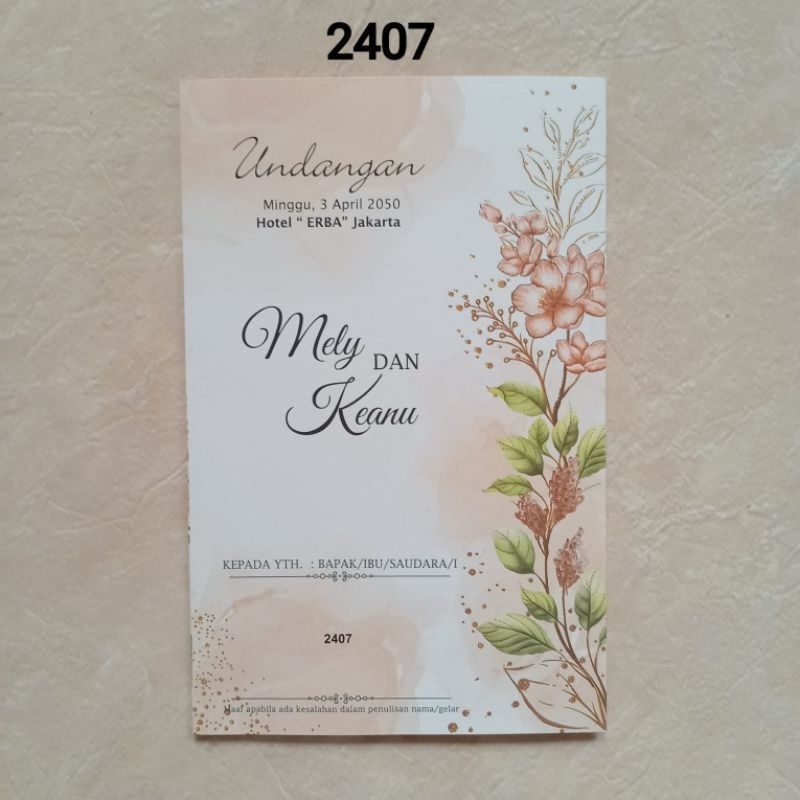 2407
Undangan
Minggu, 3 April 2050
Hotel “ ERBA” Jakarta
Mely
DAN
Keanu
KEPADA YTH. : BAPAK/IBU/SAUDARA/I
2407
Maaf apabila ada kesalahan dalam penulisan nama/gelar